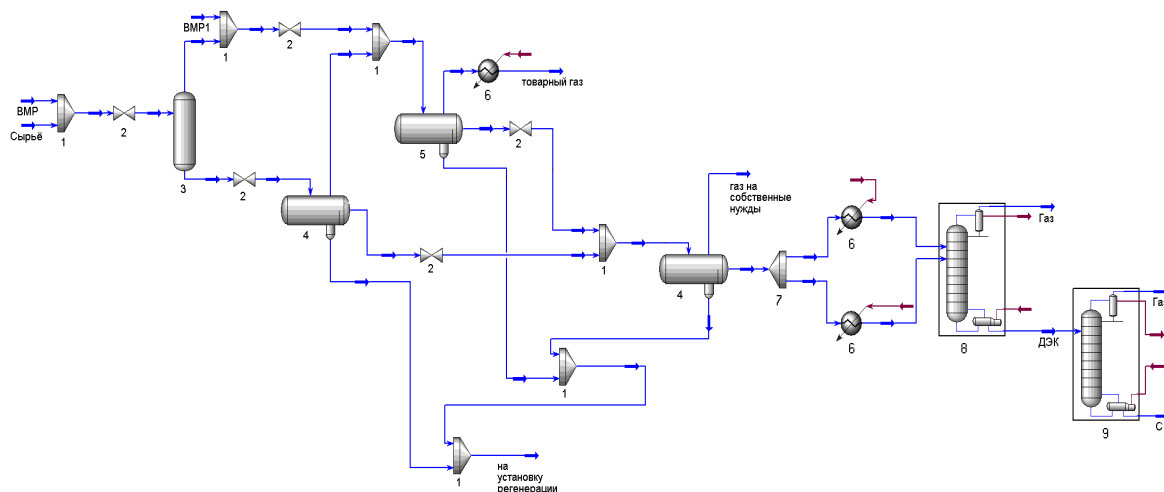 ВМР1
1
2
1
6
товарный газ
ВМР
Сырьё
1
2
3
2
5
2
4
2
1
газ на
собственные
нужды
4
7
6
6
Газ
8
ДЭК
Газ
9
С
1
1
на
установку
регенерации